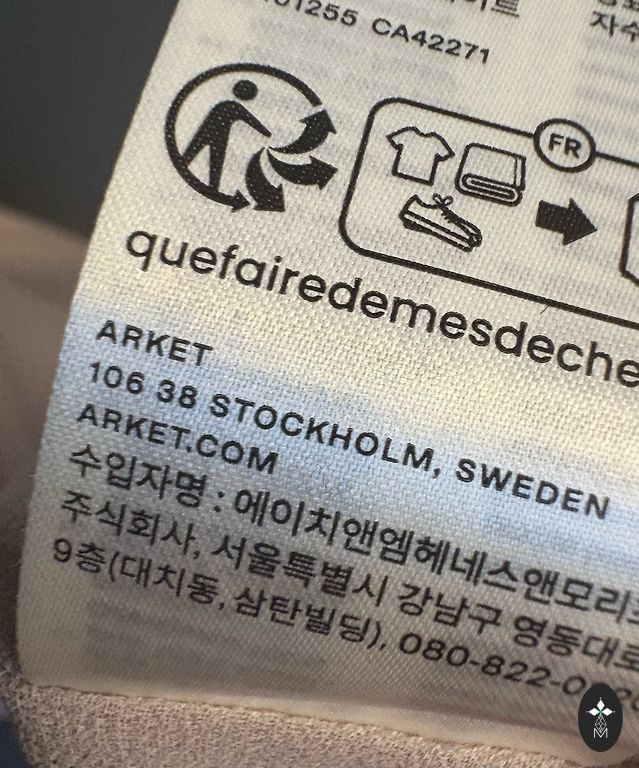 CA42271
자수
FR
quefairedemesdeche
ARKET
106 38 STOCKHOLM, SWEDEN
ARKET.COM
수입자명 : 에이치앤엠헤네스앤모리
주식회사, 서울특별시 강남구 영동대로
9층(대치동, 삼탄빌딩), 080-822-0